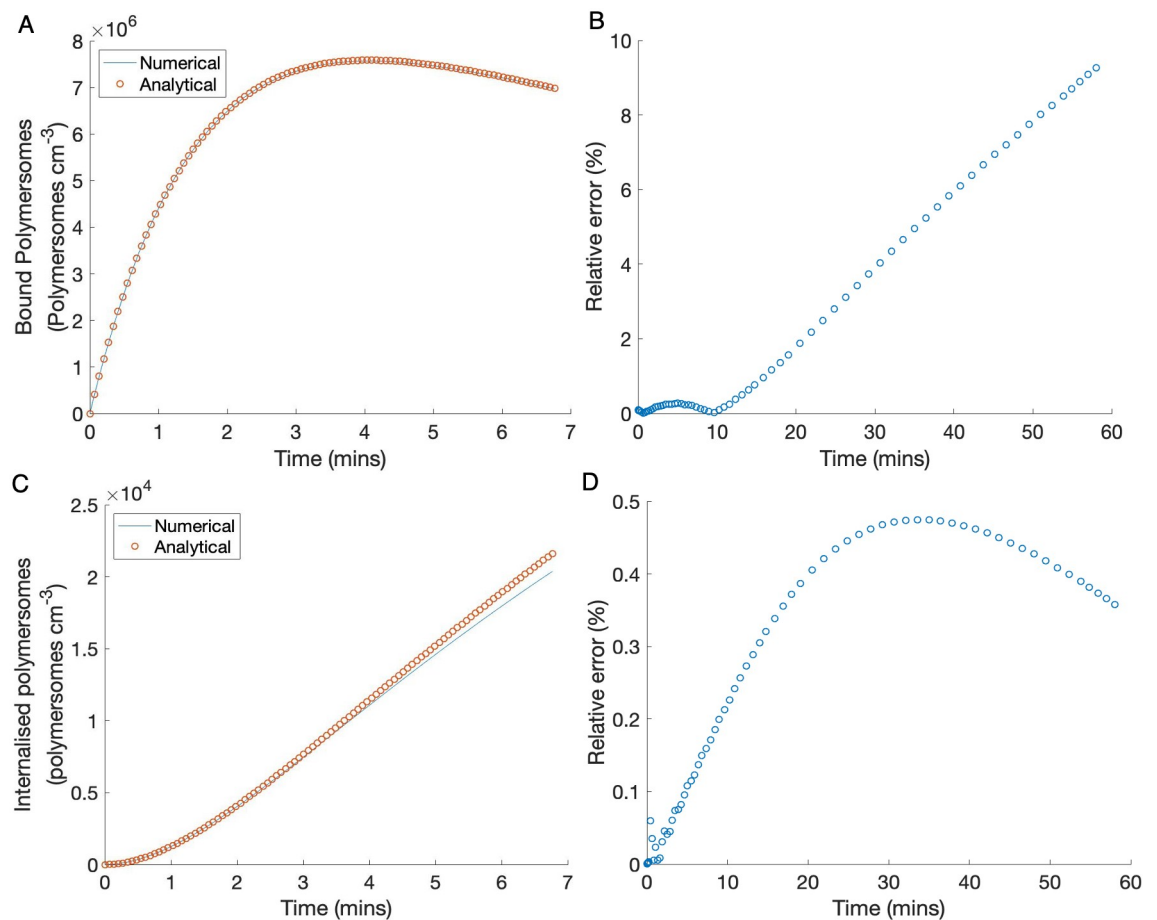 A
×10^6
8
7
6
5
4
3
2
1
0
0 1 2 3 4 5 6 7
Time (mins)
Bound Polymersomes
(Polymersomes cm^-3)
Numerical
Analytical
B
10
8
6
4
2
0
0 10 20 30 40 50 60
Time (mins)
Relative error (%)
C
×10^4
2.5
2
1.5
1
0.5
0
0 1 2 3 4 5 6 7
Time (mins)
Internalised polymersomes
(polymersomes cm^-3)
Numerical
Analytical
D
0.5
0.4
0.3
0.2
0.1
0
0 10 20 30 40 50 60
Time (mins)
Relative error (%)